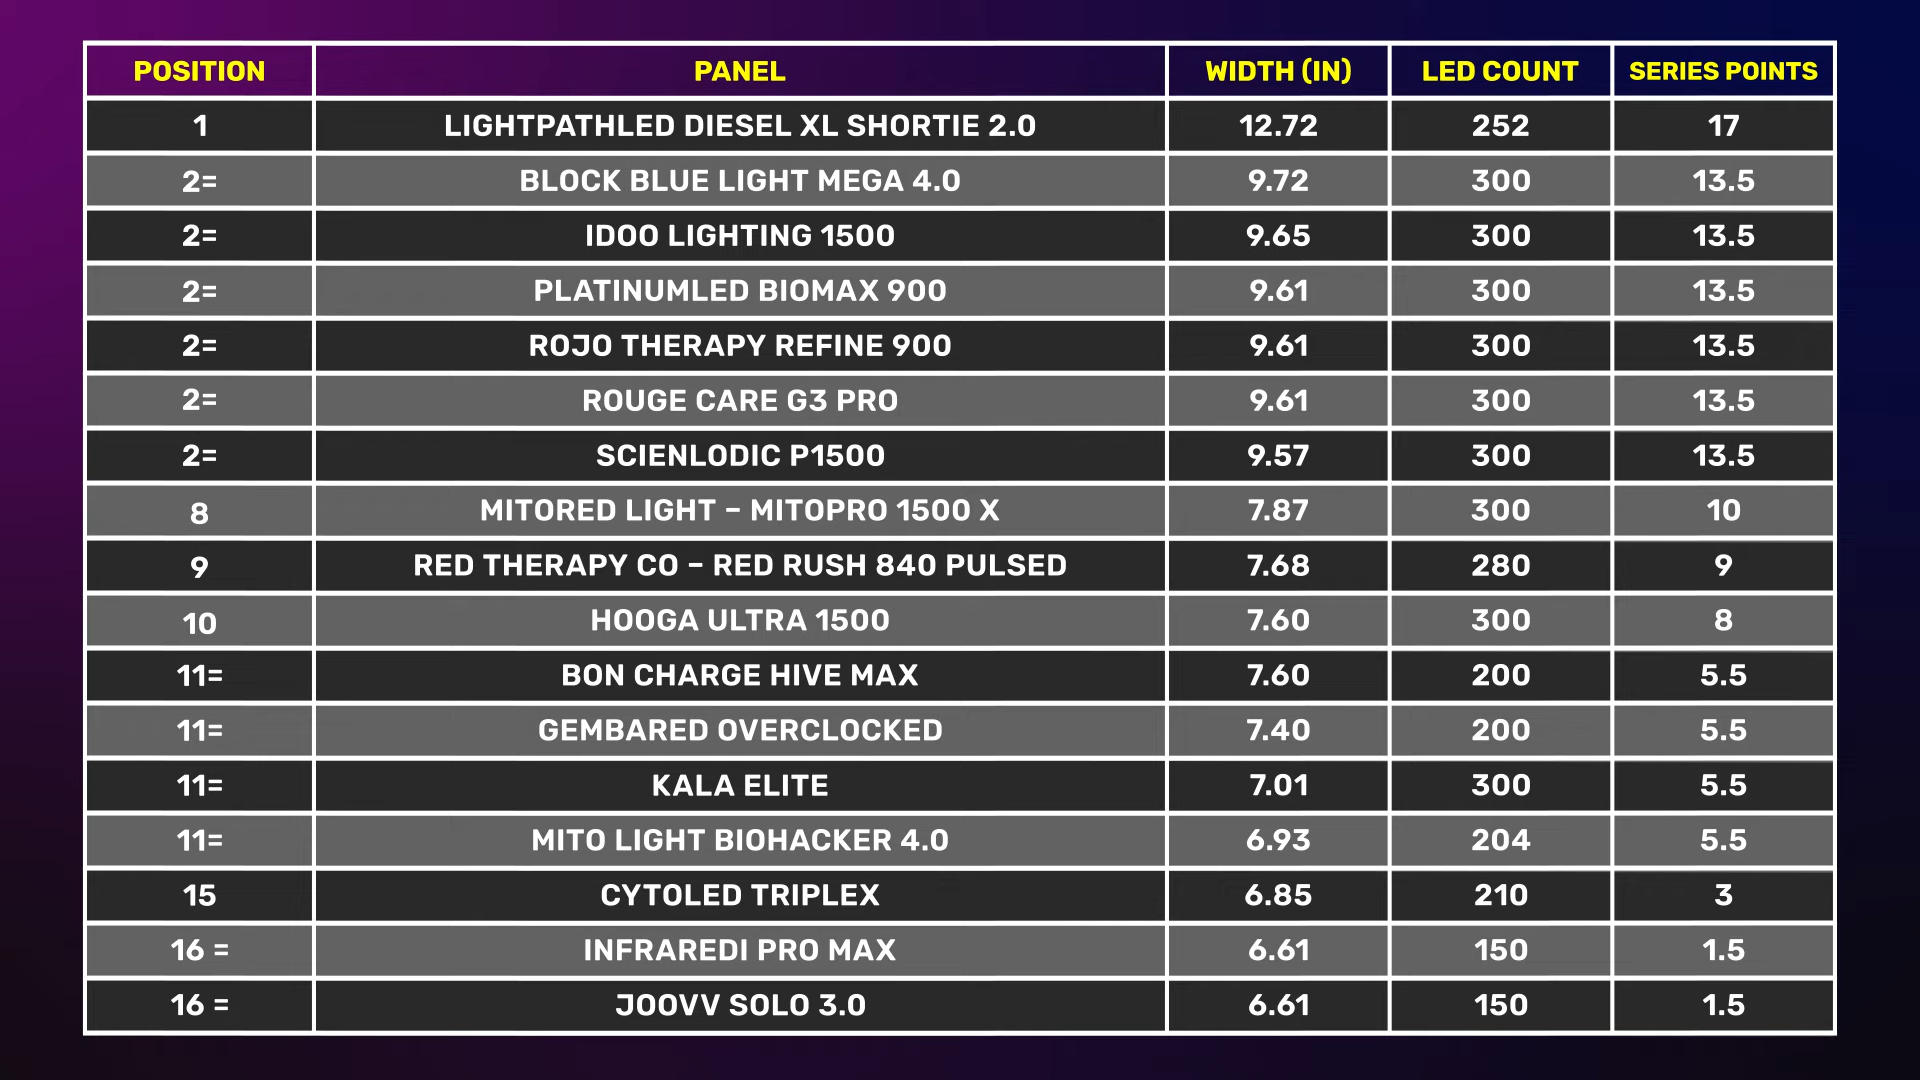 POSITION PANEL WIDTH (IN) LED COUNT SERIES POINTS
1 LIGHTPATHLED DIESEL XL SHORTIE 2.0 12.72 252 17
2= BLOCK BLUE LIGHT MEGA 4.0 9.72 300 13.5
2= IDOO LIGHTING 1500 9.65 300 13.5
2= PLATINUMLED BIOMAX 900 9.61 300 13.5
2= ROJO THERAPY REFINE 900 9.61 300 13.5
2= ROUGE CARE G3 PRO 9.61 300 13.5
2= SCIENLODIC P1500 9.57 300 13.5
8 MITORED LIGHT – MITOPRO 1500 X 7.87 300 10
9 RED THERAPY CO – RED RUSH 840 PULSED 7.68 280 9
10 HOOGA ULTRA 1500 7.60 300 8
11= BON CHARGE HIVE MAX 7.60 200 5.5
11= GEMBARED OVERCLOCKED 7.40 200 5.5
11= KALA ELITE 7.01 300 5.5
11= MITO LIGHT BIOHACKER 4.0 6.93 204 5.5
15 CYTOLED TRIPLEX 6.85 210 3
16 = INFRAREDI PRO MAX 6.61 150 1.5
16 = JOOVV SOLO 3.0 6.61 150 1.5